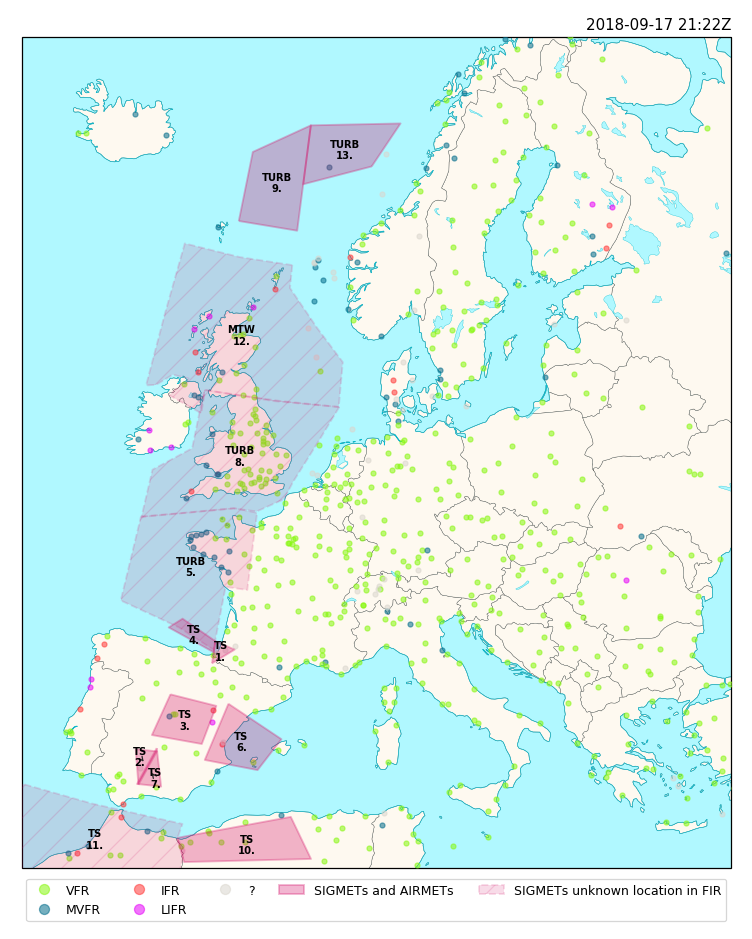 2018-09-17 21:22Z
TURB
13.
TURB
9.
MTW
12.
TURB
8.
TURB
5.
TS
4.
TS
1.
TS
3.
TS
6.
TS
2.
TS
7.
TS
11.
TS
10.
VFR IFR ? SIGMETs and AIRMETs SIGMETs unknown location in FIR
MVFR LIFR